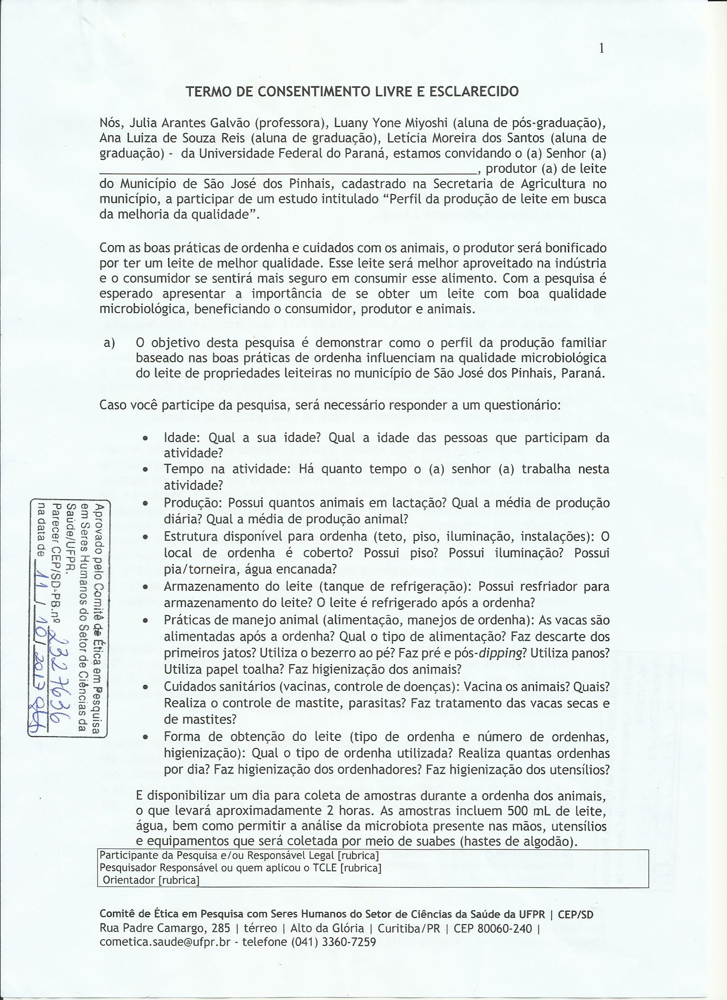 1
TERMO DE CONSENTIMENTO LIVRE E ESCLARECIDO
Nós, Julia Arantes Galvão (professora), Luany Yone Miyoshi (aluna de pós-graduação),
Ana Luiza de Souza Reis (aluna de graduação), Letícia Moreira dos Santos (aluna de
graduação) - da Universidade Federal do Paraná, estamos convidando o (a) Senhor (a)
______________________________________________________, produtor (a) de leite
do Município de São José dos Pinhais, cadastrado na Secretaria de Agricultura no
município, a participar de um estudo intitulado “Perfil da produção de leite em busca
da melhoria da qualidade”.
Com as boas práticas de ordenha e cuidados com os animais, o produtor será bonificado
por ter um leite de melhor qualidade. Esse leite será melhor aproveitado na indústria
e o consumidor se sentirá mais seguro em consumir esse alimento. Com a pesquisa é
esperado apresentar a importância de se obter um leite com boa qualidade
microbiológica, beneficiando o consumidor, produtor e animais.
a) O objetivo desta pesquisa é demonstrar como o perfil da produção familiar
baseado nas boas práticas de ordenha influenciam na qualidade microbiológica
do leite de propriedades leiteiras no município de São José dos Pinhais, Paraná.
Caso você participe da pesquisa, será necessário responder a um questionário:
• Idade: Qual a sua idade? Qual a idade das pessoas que participam da
atividade?
• Tempo na atividade: Há quanto tempo o (a) senhor (a) trabalha nesta
atividade?
• Produção: Possui quantos animais em lactação? Qual a média de produção
diária? Qual a média de produção animal?
• Estrutura disponível para ordenha (teto, piso, iluminação, instalações): O
local de ordenha é coberto? Possui piso? Possui iluminação? Possui
pia/torneira, água encanada?
• Armazenamento do leite (tanque de refrigeração): Possui resfriador para
armazenamento do leite? O leite é refrigerado após a ordenha?
• Práticas de manejo animal (alimentação, manejos de ordenha): As vacas são
alimentadas após a ordenha? Qual o tipo de alimentação? Faz descarte dos
primeiros jatos? Utiliza o bezerro ao pé? Faz pré e pós-dipping? Utiliza panos?
Utiliza papel toalha? Faz higienização dos animais?
• Cuidados sanitários (vacinas, controle de doenças): Vacina os animais? Quais?
Realiza o controle de mastite, parasitas? Faz tratamento das vacas secas e
de mastites?
• Forma de obtenção do leite (tipo de ordenha e número de ordenhas,
higienização): Qual o tipo de ordenha utilizada? Realiza quantas ordenhas
por dia? Faz higienização dos ordenhadores? Faz higienização dos utensílios?
E disponibilizar um dia para coleta de amostras durante a ordenha dos animais,
o que levará aproximadamente 2 horas. As amostras incluem 500 mL de leite,
água, bem como permitir a análise da microbiota presente nas mãos, utensílios
e equipamentos que será coletada por meio de suabes (hastes de algodão).
Participante da Pesquisa e/ou Responsável Legal [rubrica]
Pesquisador Responsável ou quem aplicou o TCLE [rubrica]
Orientador [rubrica]
Comitê de Ética em Pesquisa com Seres Humanos do Setor de Ciências da Saúde da UFPR | CEP/SD
Rua Padre Camargo, 285 | térreo | Alto da Glória | Curitiba/PR | CEP 80060-240 |
cometica.saude@ufpr.br - telefone (041) 3360-7259
Aprovado pelo Comitê de Ética em Pesquisa
em Seres Humanos do Setor de Ciências da
Saúde/UFPR.
Parecer CEP/SD-PB.nº 2327636
na data de 11/10/2017